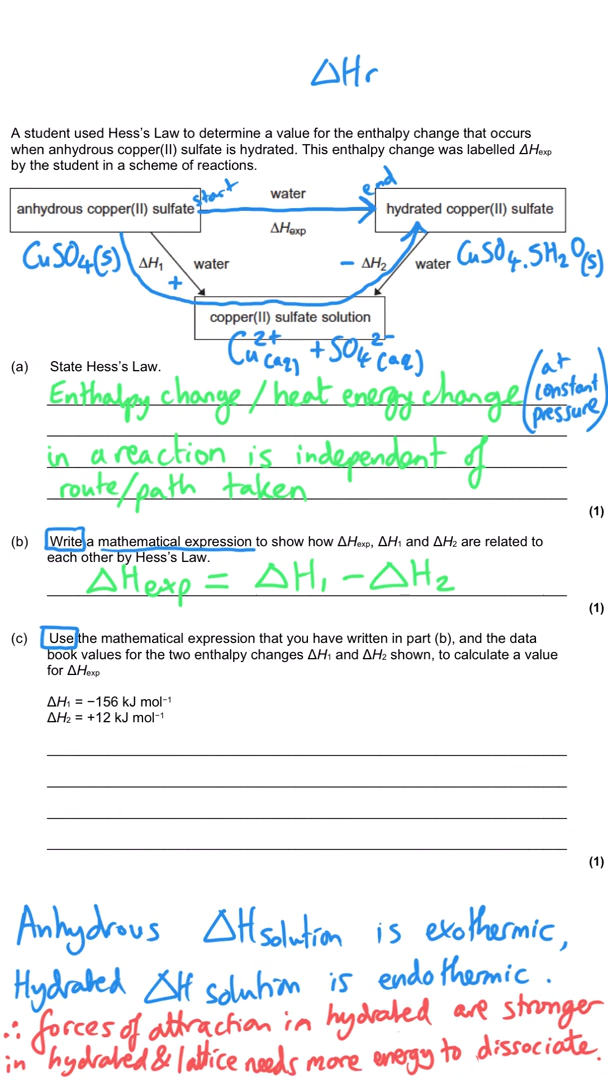 ΔHr
A student used Hess's Law to determine a value for the enthalpy change that occurs
when anhydrous copper(II) sulfate is hydrated. This enthalpy change was labelled ΔHexp
by the student in a scheme of reactions.
start
water
end
anhydrous copper(II) sulfate
ΔHexp
hydrated copper(II) sulfate
CuSO4(s)
ΔH1
+
water
− ΔH2
water
CuSO4.5H2O(s)
copper(II) sulfate solution
Cu2+(aq) + SO42-(aq)
(a) State Hess's Law.
Enthalpy change / heat energy change (at constant pressure)
in a reaction is independent of
route/path taken
(1)
(b) Write a mathematical expression to show how ΔHexp, ΔH1 and ΔH2 are related to
each other by Hess's Law.
ΔHexp = ΔH1 − ΔH2
(1)
(c) Use the mathematical expression that you have written in part (b), and the data
book values for the two enthalpy changes ΔH1 and ΔH2 shown, to calculate a value
for ΔHexp
ΔH1 = −156 kJ mol−1
ΔH2 = +12 kJ mol−1
(1)
Anhydrous ΔHsolution is exothermic,
Hydrated ΔH solution is endothermic.
∴ forces of attraction in hydrated are stronger
in hydrated & lattice needs more energy to dissociate.